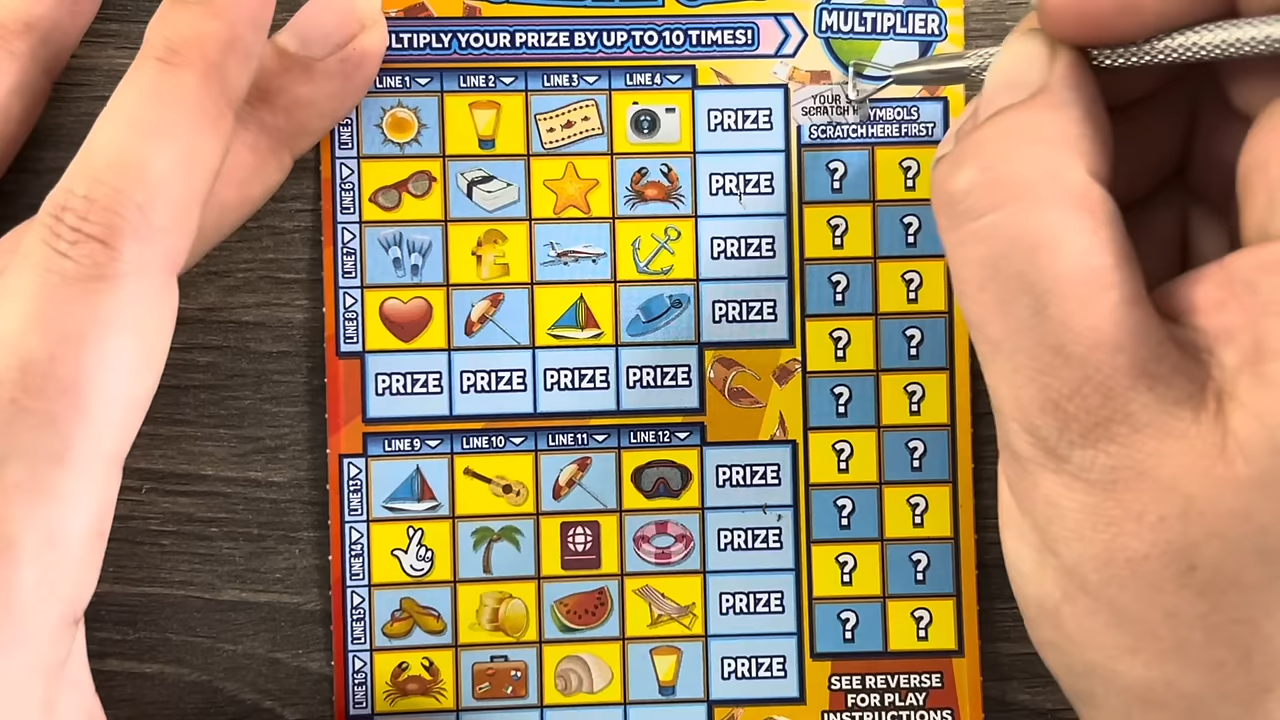 LTIPLY YOUR PRIZE BY UP TO 10 TIMES!
MULTIPLIER
LINE 1 LINE 2 LINE 3 LINE 4
YOUR S
SCRATCH H
YMBOLS
SCRATCH HERE FIRST
LINE 5 PRIZE
LINE 6 PRIZE
LINE 7 £ PRIZE
LINE 8 PRIZE
PRIZE PRIZE PRIZE PRIZE
? ?
? ?
? ?
? ?
? ?
? ?
? ?
? ?
? ?
LINE 9 LINE 10 LINE 11 LINE 12
LINE 13 PRIZE
LINE 14 PRIZE
LINE 15 PRIZE
LINE 16 PRIZE
SEE REVERSE
FOR PLAY
INSTRUCTIONS